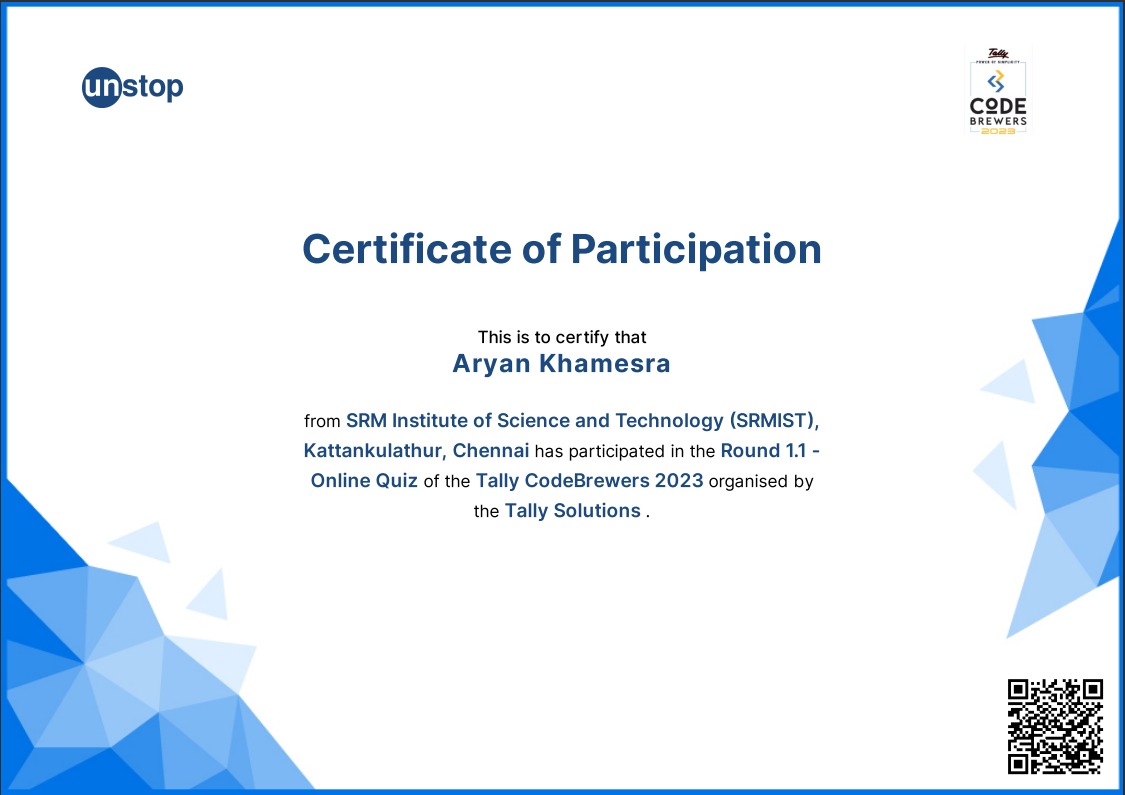 unstop
Tally
POWER OF SIMPLICITY
CODE
BREWERS
2023
Certificate of Participation
This is to certify that
Aryan Khamesra
from SRM Institute of Science and Technology (SRMIST),
Kattankulathur, Chennai has participated in the Round 1.1 -
Online Quiz of the Tally CodeBrewers 2023 organised by
the Tally Solutions .